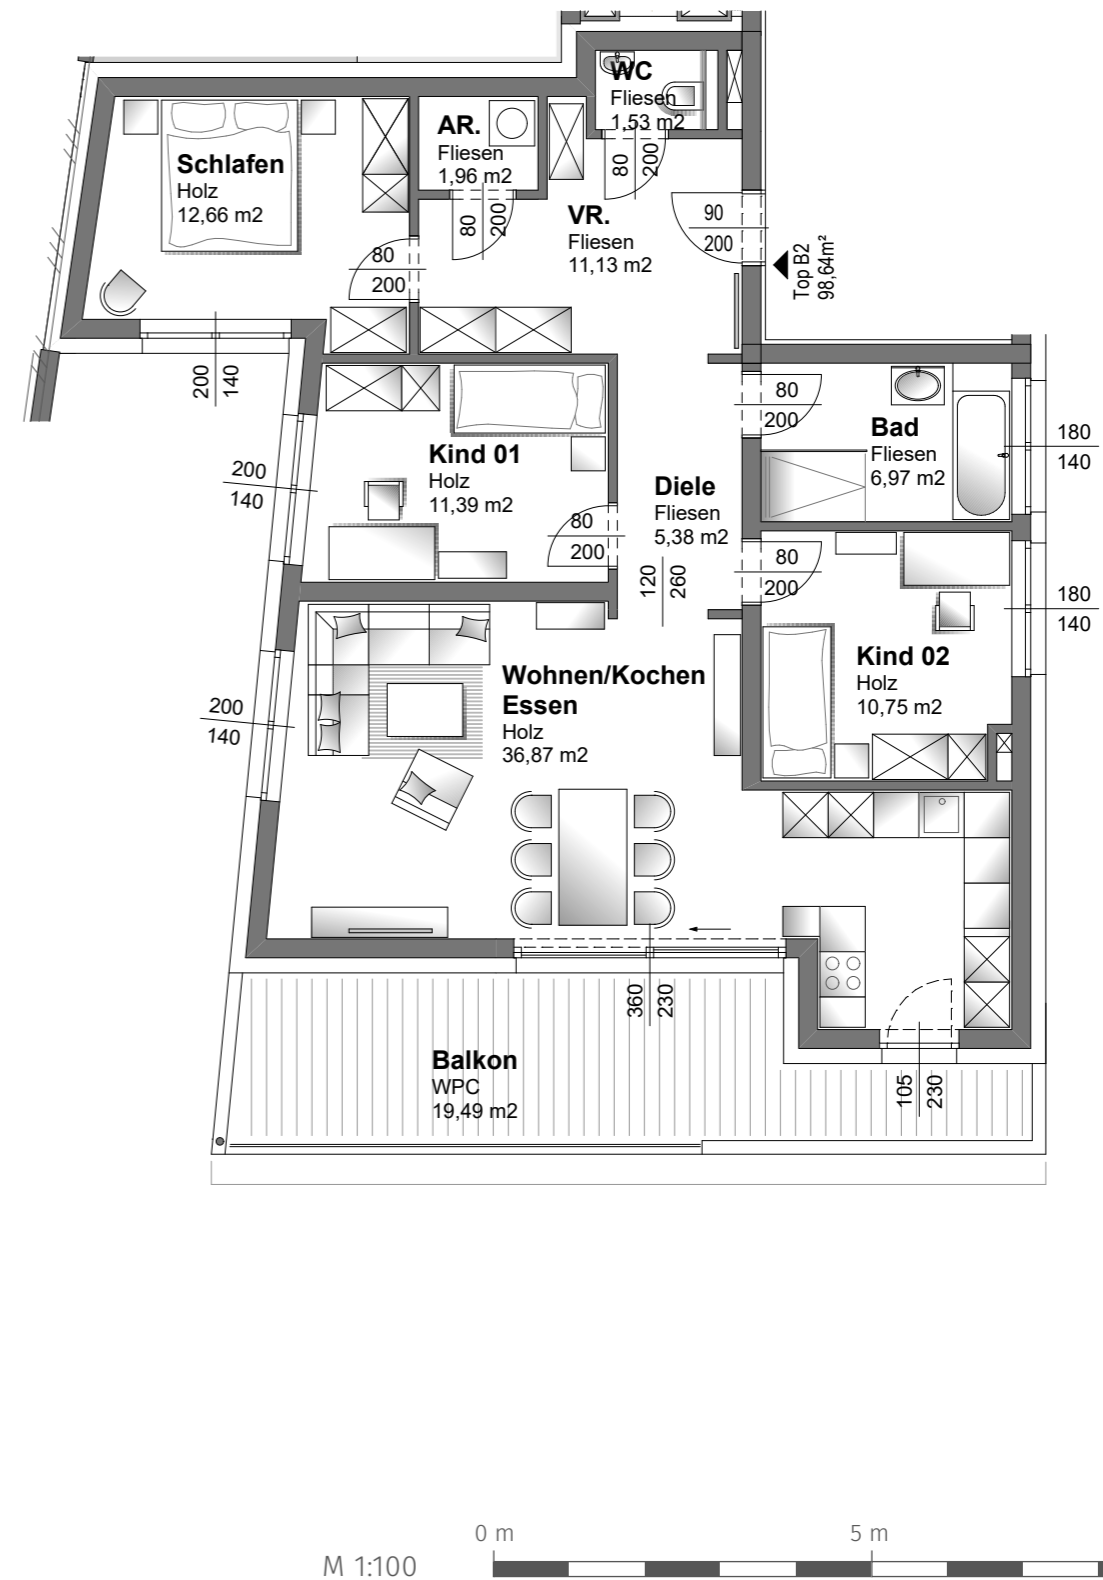 WC
Fliesen
1,53 m2
80
200
AR.
Fliesen
1,96 m2
80
200
Schlafen
Holz
12,66 m2
VR.
Fliesen
11,13 m2
90
200
Top B2
98,64m²
80
200
200
140
80
200
Bad
Fliesen
6,97 m2
180
140
Kind 01
Holz
11,39 m2
200
140
80
200
Diele
Fliesen
5,38 m2
120
260
80
200
180
140
Kind 02
Holz
10,75 m2
Wohnen/Kochen
Essen
Holz
36,87 m2
200
140
360
230
105
230
Balkon
WPC
19,49 m2
0 m
5 m
M 1:100